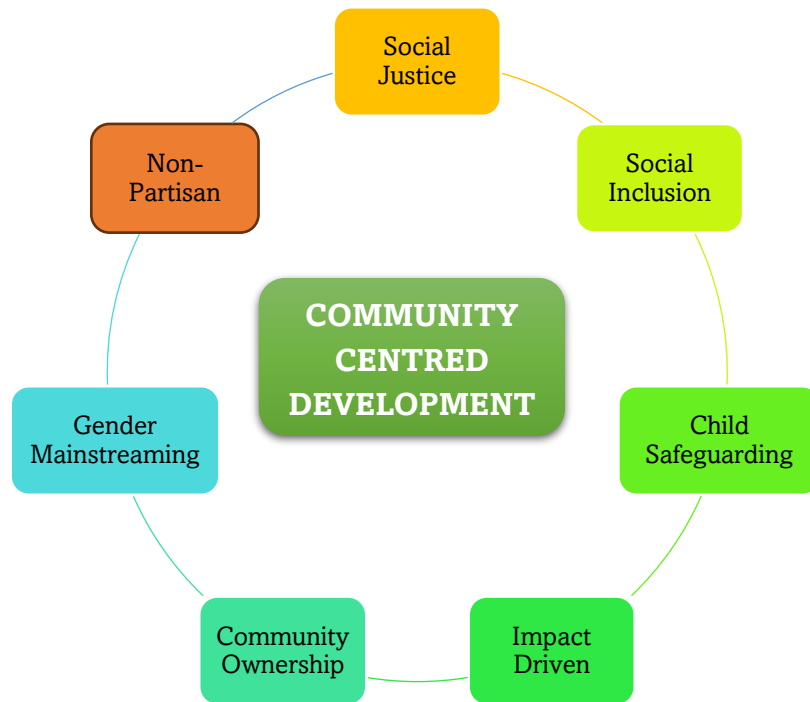 Social
Justice
Social
Inclusion
Child
Safeguarding
Impact
Driven
Community
Ownership
Gender
Mainstreaming
Non-
Partisan
COMMUNITY
CENTRED
DEVELOPMENT